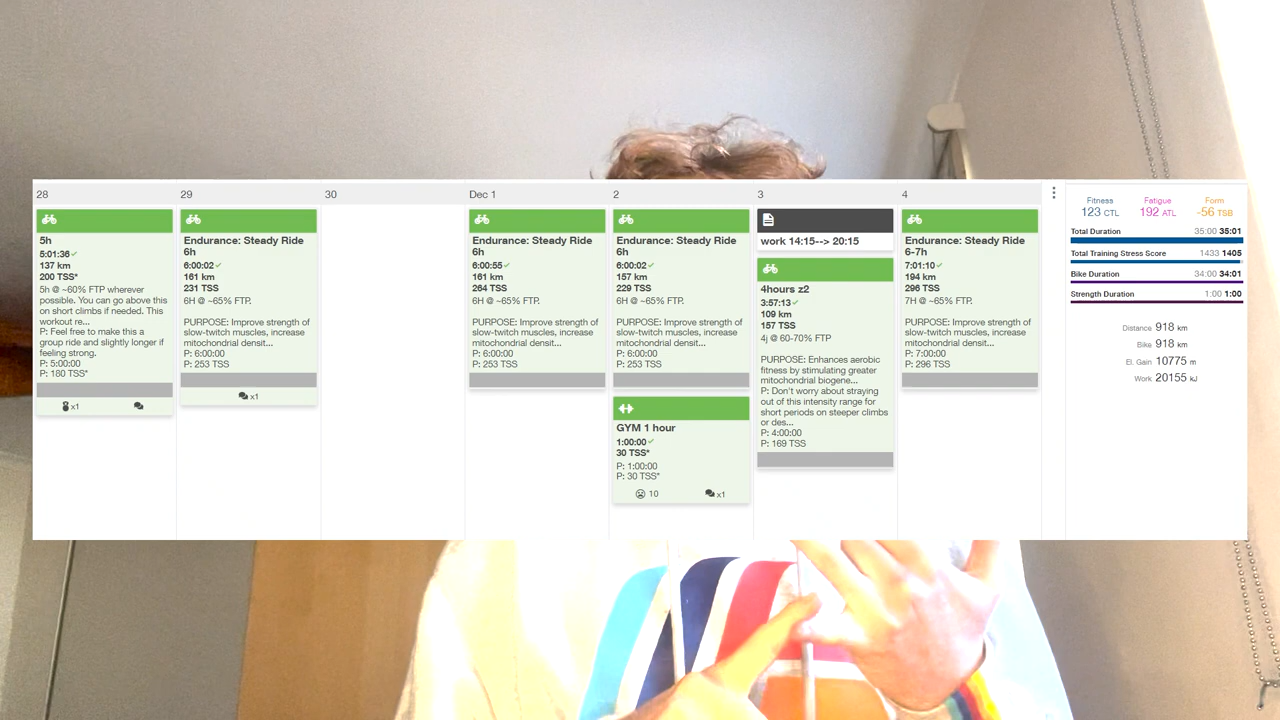 28
29
30
Dec 1
2
3
4
5h
5:01:36
137 km
200 TSS*
5h @ ~60% FTP wherever
possible. You can go above this
on short climbs if needed. This
workout re...
P: Feel free to make this a
group ride and slightly longer if
feeling strong.
P: 5:00:00
P: 180 TSS*
x1
Endurance: Steady Ride
6h
6:00:02
161 km
231 TSS
6H @ ~65% FTP.
PURPOSE: Improve strength of
slow-twitch muscles, increase
mitochondrial densit...
P: 6:00:00
P: 253 TSS
x1
Endurance: Steady Ride
6h
6:00:55
161 km
264 TSS
6H @ ~65% FTP.
PURPOSE: Improve strength of
slow-twitch muscles, increase
mitochondrial densit...
P: 6:00:00
P: 253 TSS
Endurance: Steady Ride
6h
6:00:02
157 km
229 TSS
6H @ ~65% FTP.
PURPOSE: Improve strength of
slow-twitch muscles, increase
mitochondrial densit...
P: 6:00:00
P: 253 TSS
GYM 1 hour
1:00:00
30 TSS*
P: 1:00:00
P: 30 TSS*
10
x1
work 14:15--> 20:15
4hours z2
3:57:13
109 km
157 TSS
4j @ 60-70% FTP
PURPOSE: Enhances aerobic
fitness by stimulating greater
mitochondrial biogene...
P: Don't worry about straying
out of this intensity range for
short periods on steeper climbs
or des...
P: 4:00:00
P: 169 TSS
Endurance: Steady Ride
6-7h
7:01:10
194 km
296 TSS
7H @ ~65% FTP.
PURPOSE: Improve strength of
slow-twitch muscles, increase
mitochondrial densit...
P: 7:00:00
P: 296 TSS
Fitness Fatigue Form
123 CTL 192 ATL -56 TSB
Total Duration 35:00 35:01
Total Training Stress Score 1433 1405
Bike Duration 34:00 34:01
Strength Duration 1:00 1:00
Distance 918 km
Bike 918 km
El. Gain 10775 m
Work 20155 kJ